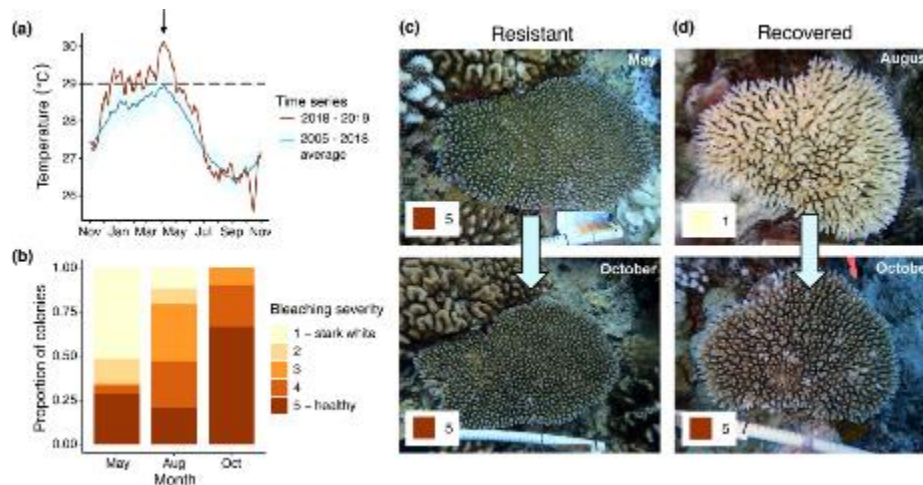 (a)
30
29
28
27
26
Temperature (°C)
Nov Jan Mar May Jul Sep Nov
Time series
2018 - 2019
2005 - 2018
average
(b)
1.00
0.75
0.50
0.25
0.00
Proportion of colonies
May Aug Oct
Month
Bleaching severity
1 – stark white
2
3
4
5 – healthy
(c)
Resistant
May
5
October
5
(d)
Recovered
August
1
October
5